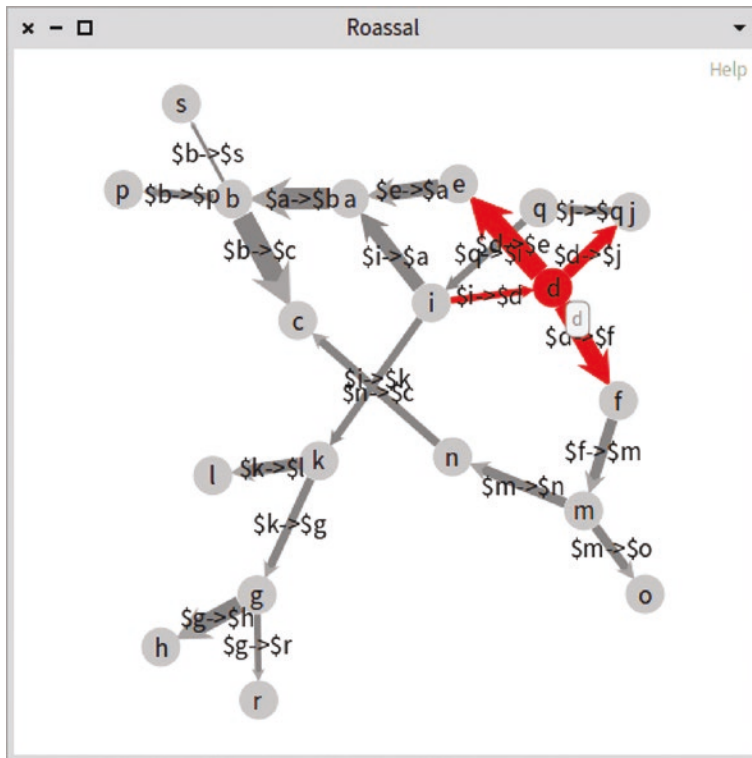 Roassal
Help
s
$b->$s
p
$b->$p
b
$a->$b
a
$e->$a
e
q
$j->$q
j
$b->$c
$i->$a
$q->$i
$d->$e
$d->$j
i
$i->$d
d
d
c
$d->$f
$i->$k
$n->$c
f
l
$k->$l
k
n
$f->$m
$m->$n
m
$k->$g
$m->$o
g
o
$g->$h
h
$g->$r
r